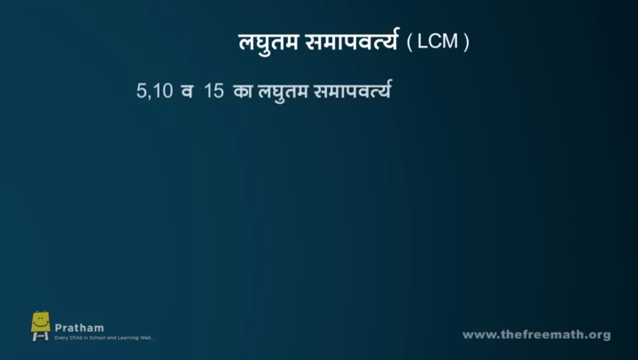 लघुतम समापवर्त्य ( LCM )
5,10 व 15 का लघुतम समापवर्त्य
Pratham
Every Child in School and Learning Well..
www.thefreemath.org